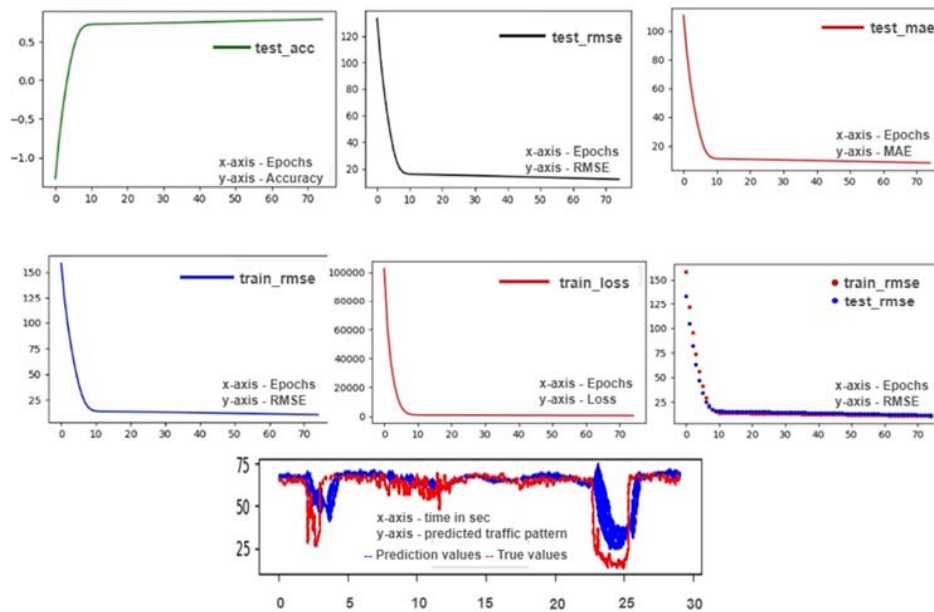 0.5
0.0
−0.5
−1.0
test_acc
x-axis - Epochs
y-axis - Accuracy
0 10 20 30 40 50 60 70
120
100
80
60
40
20
test_rmse
x-axis - Epochs
y-axis - RMSE
0 10 20 30 40 50 60 70
100
80
60
40
20
test_mae
x-axis - Epochs
y-axis - MAE
0 10 20 30 40 50 60 70
150
125
100
75
50
25
train_rmse
x-axis - Epochs
y-axis - RMSE
0 10 20 30 40 50 60 70
100000
80000
60000
40000
20000
0
train_loss
x-axis - Epochs
y-axis - Loss
0 10 20 30 40 50 60 70
150
125
100
75
50
25
train_rmse
test_rmse
x-axis - Epochs
y-axis - RMSE
0 10 20 30 40 50 60 70
75
50
25
x-axis - time in sec
y-axis - predicted traffic pattern
-- Prediction values -- True values
0 5 10 15 20 25 30